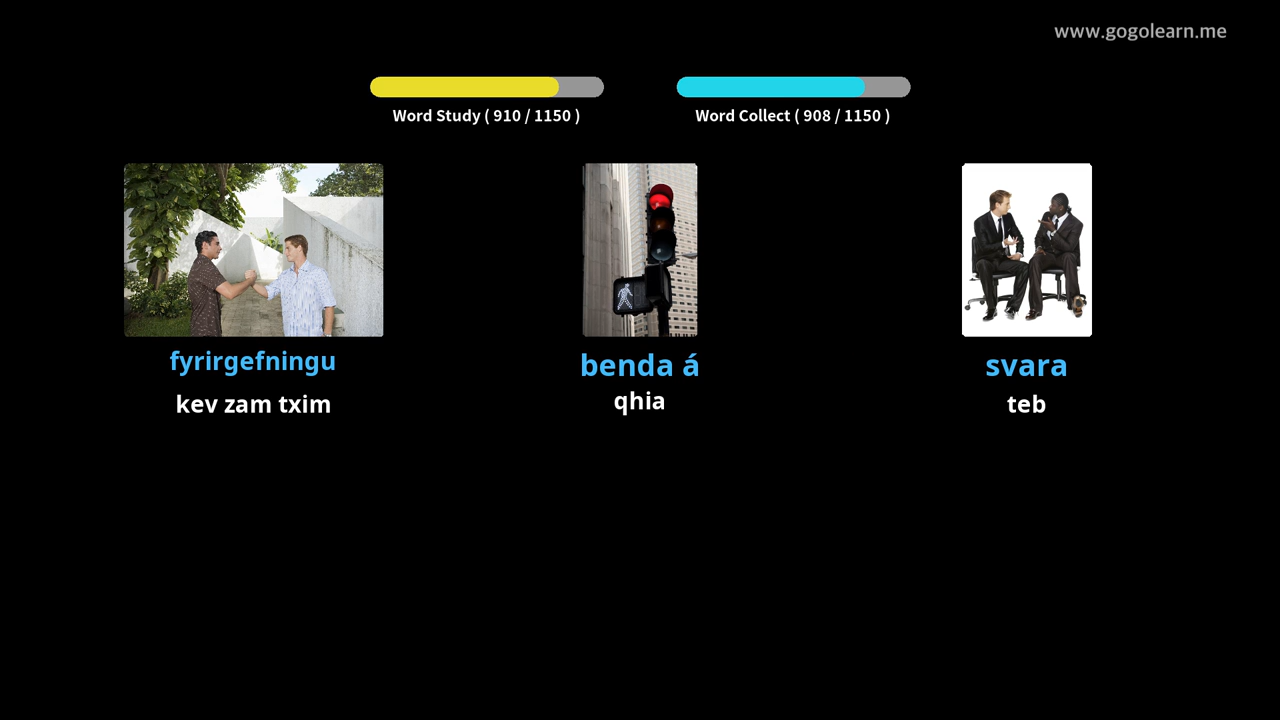 www.gogolearn.me
Word Study ( 910 / 1150 )
Word Collect ( 908 / 1150 )
fyrirgefningu
kev zam txim
benda á
qhia
svara
teb